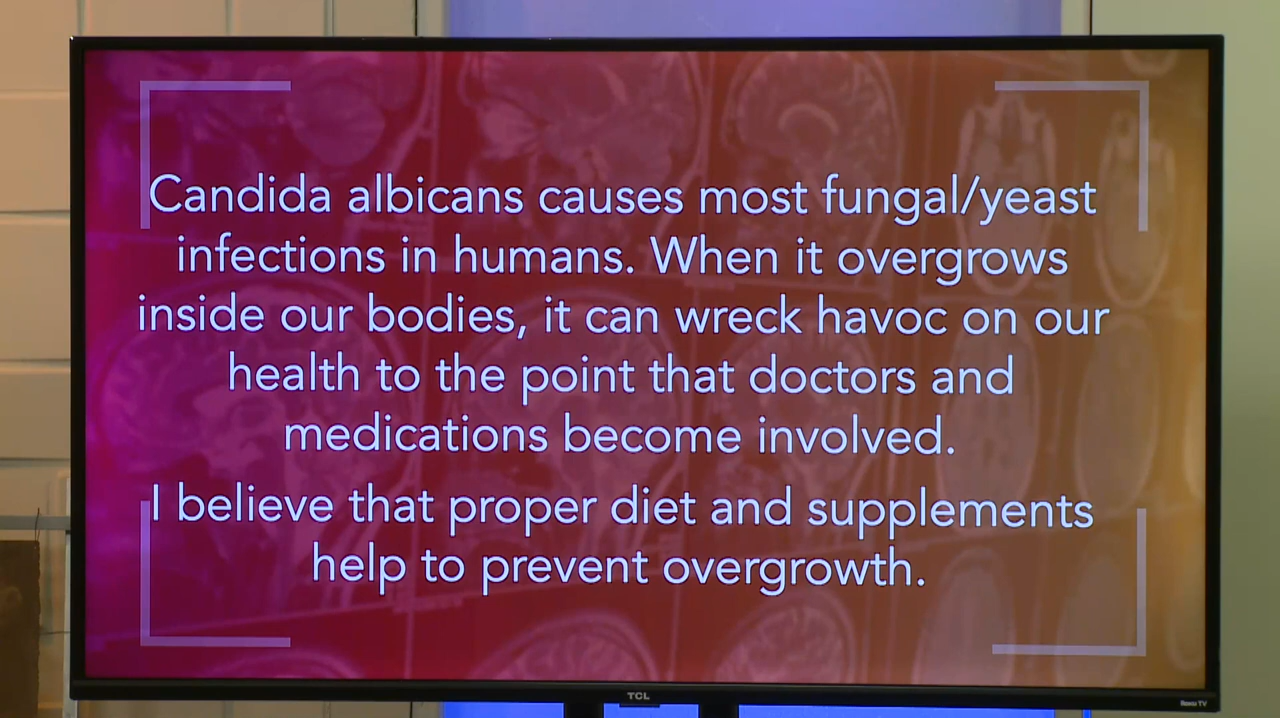 Candida albicans causes most fungal/yeast
infections in humans. When it overgrows
inside our bodies, it can wreck havoc on our
health to the point that doctors and
medications become involved.
I believe that proper diet and supplements
help to prevent overgrowth.
TCL
Roku TV